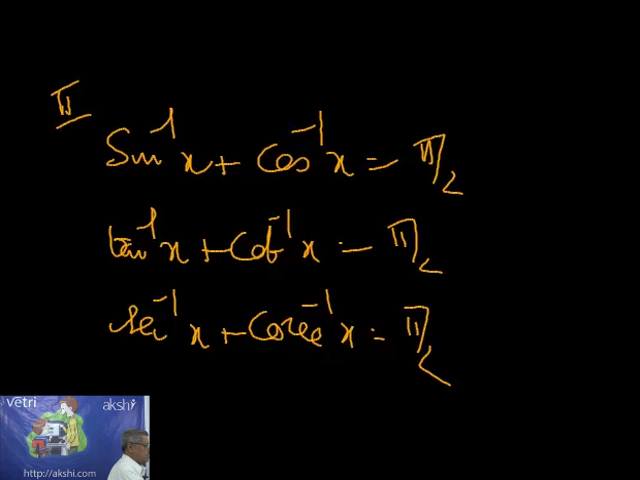 II
Sin⁻¹x + Cos⁻¹x = π/2
tan⁻¹x + Cot⁻¹x = π/2
Sec⁻¹x + Cosec⁻¹x = π/2
vetri akshi
http://akshi.com